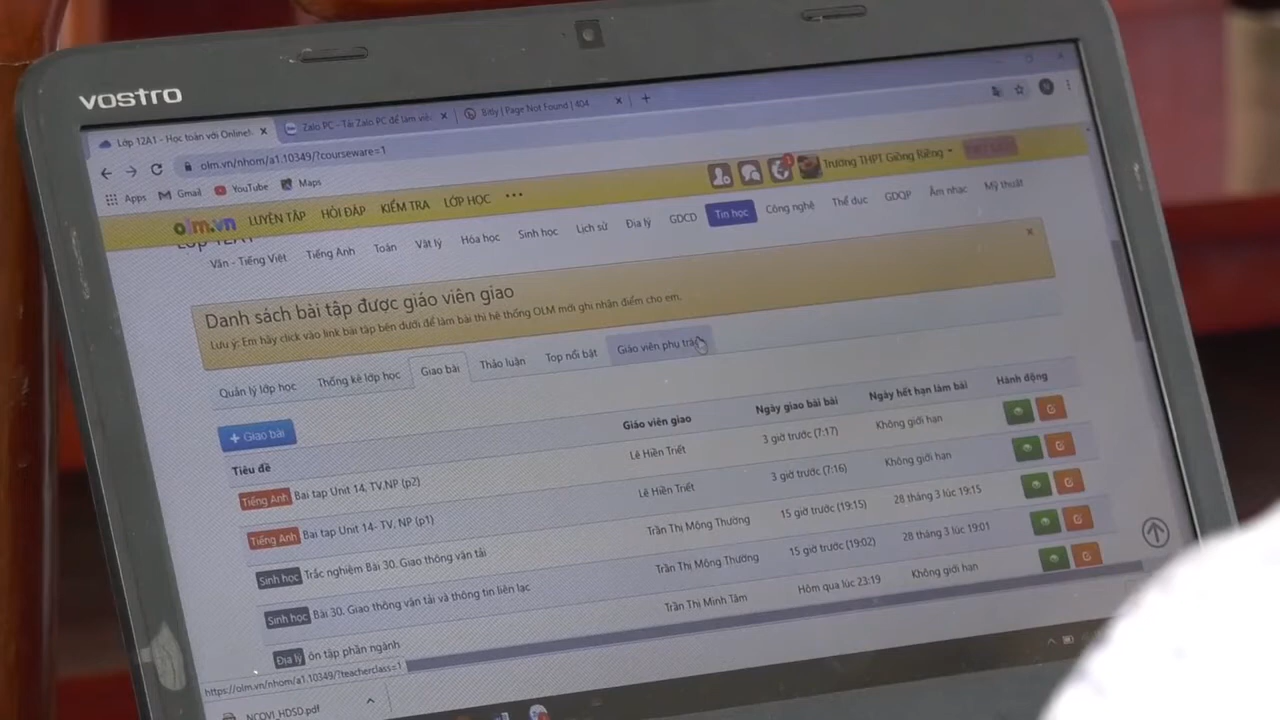 vostro
Lớp 12A1 - Học toán với Online Zalo PC - Tải Zalo PC để làm việc Bitly | Page Not Found | 404
olm.vn/nhom/a1.10349/?courseware=1
Apps Gmail YouTube Maps
olm.vn LUYỆN TẬP HỎI ĐÁP KIỂM TRA LỚP HỌC Trường THPT Giồng Riềng
Lớp 12A1
Văn - Tiếng Việt Tiếng Anh Toán Vật lý Hóa học Sinh học Lịch sử Địa lý GDCD Tin học Công nghệ Thể dục GDQP Âm nhạc Mỹ thuật
Danh sách bài tập được giáo viên giao
Lưu ý: Em hãy click vào link bài tập bên dưới để làm bài thì hệ thống OLM mới ghi nhận điểm cho em.
Quản lý lớp học Thống kê lớp học Giao bài Thảo luận Top nổi bật Giáo viên phụ trách
+ Giao bài
Tiêu đề Giáo viên giao Ngày giao bài bài Ngày hết hạn làm bài Hành động
Tiếng Anh Bai tap Unit 14, TV,NP (p2) Lê Hiền Triết 3 giờ trước (7:17) Không giới hạn
Tiếng Anh Bai tap Unit 14- TV, NP (p1) Lê Hiền Triết 3 giờ trước (7:16) Không giới hạn
Sinh học Trắc nghiệm Bài 30. Giao thông vận tải Trần Thị Mông Thường 15 giờ trước (19:15) 28 tháng 3 lúc 19:15
Sinh học Bài 30. Giao thông vận tải và thông tin liên lạc Trần Thị Mông Thường 15 giờ trước (19:02) 28 tháng 3 lúc 19:01
Địa lý ôn tập phần ngành Trần Thị Minh Tâm Hôm qua lúc 23:19 Không giới hạn
https://olm.vn/nhom/a1.10349/?teacherclass=1
NCOVI_HDSD.pdf